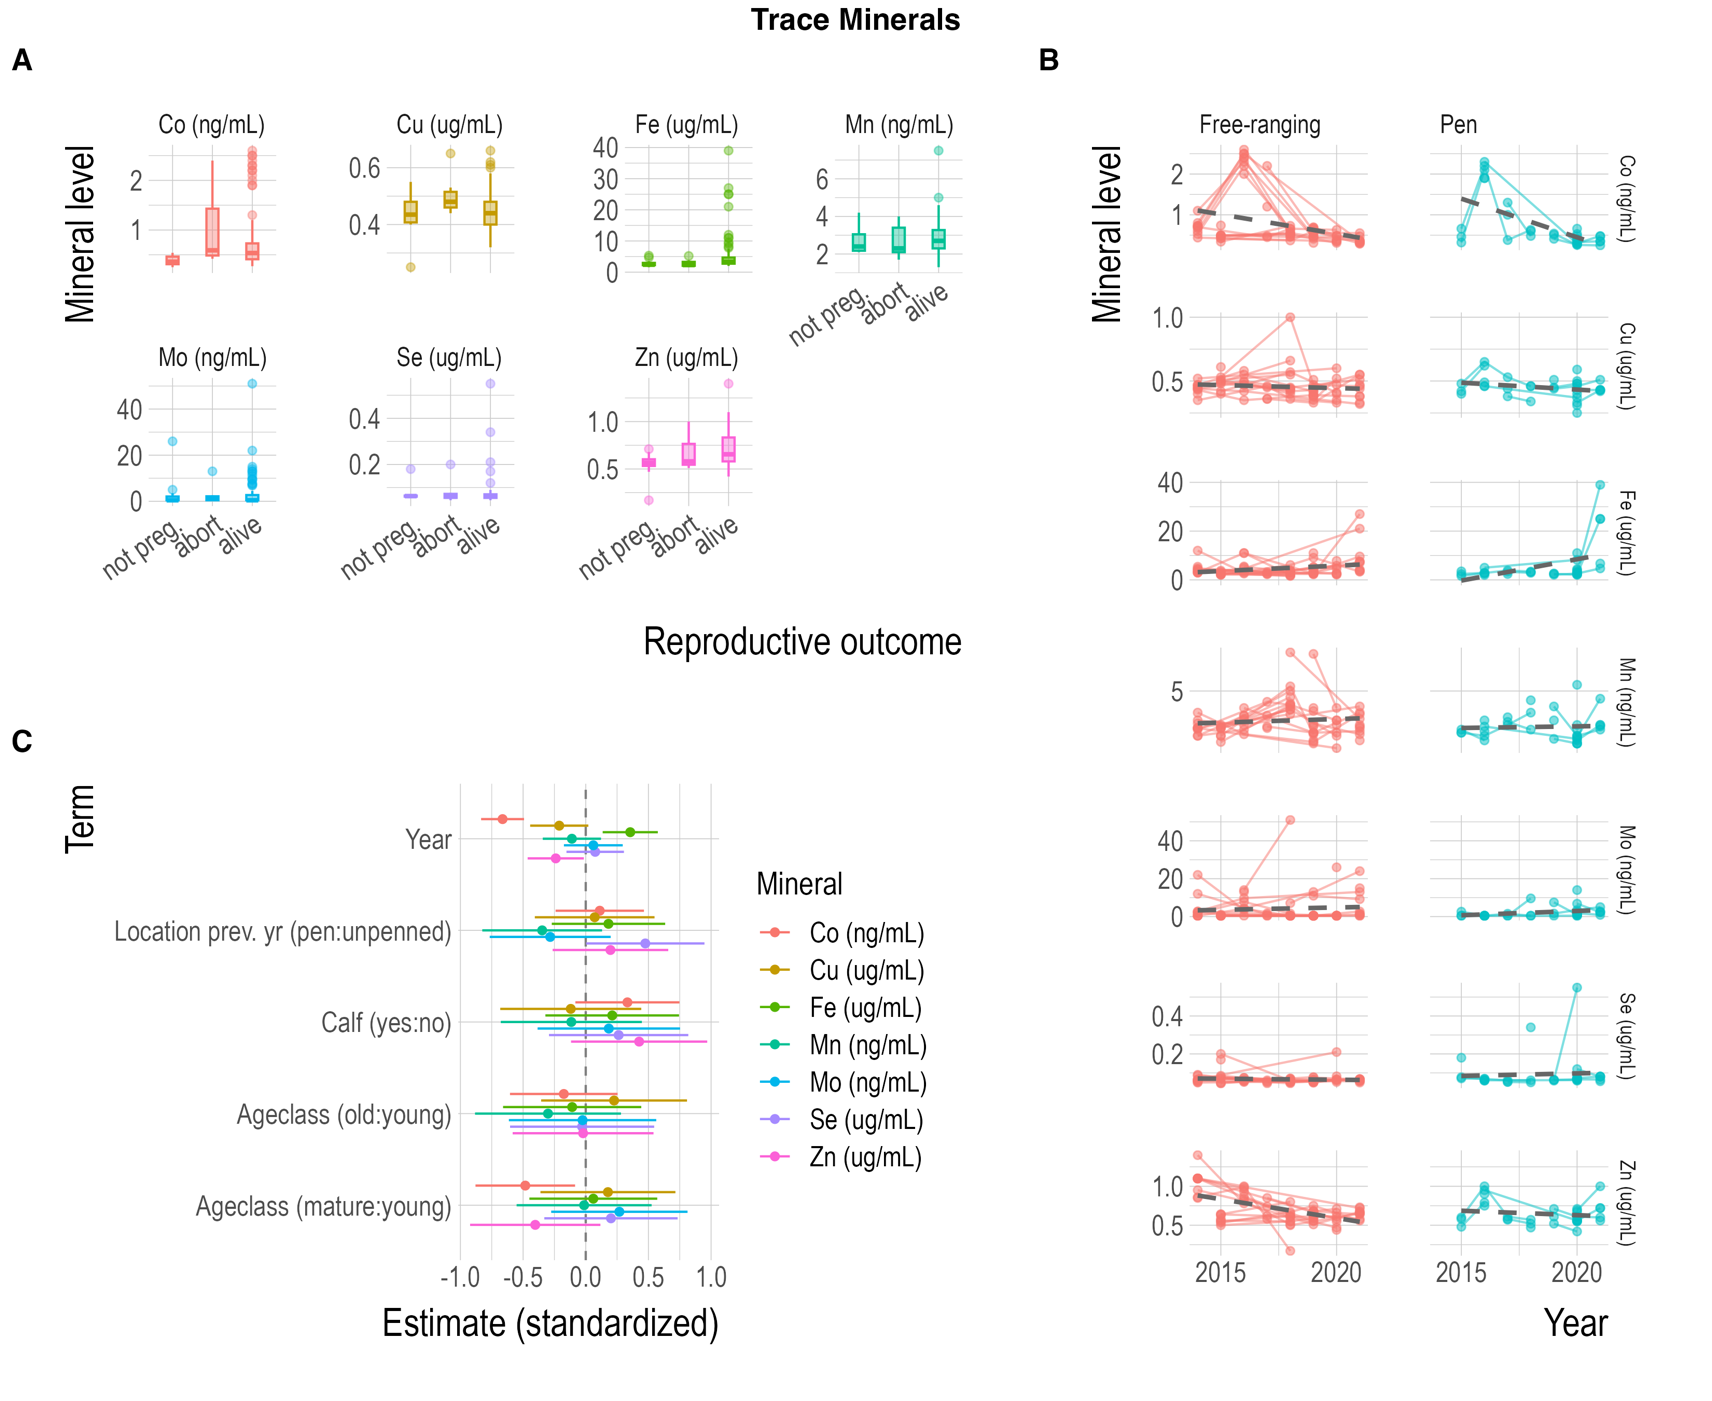 Trace Minerals
A
Mineral level
Co (ng/mL)
Cu (ug/mL)
Fe (ug/mL)
Mn (ng/mL)
2
1
0.6
0.4
40
30
20
10
0
6
4
2
not preg.
abort
alive
Mo (ng/mL)
Se (ug/mL)
Zn (ug/mL)
40
20
0
0.4
0.2
1.0
0.5
not preg.
abort
alive
not preg.
abort
alive
not preg.
abort
alive
Reproductive outcome
B
Mineral level
Free-ranging
Pen
2
1
Co (ng/mL)
1.0
0.5
Cu (ug/mL)
40
20
0
Fe (ug/mL)
5
Mn (ng/mL)
40
20
0
Mo (ng/mL)
0.4
0.2
Se (ug/mL)
1.0
0.5
Zn (ug/mL)
2015
2020
2015
2020
Year
C
Term
Year
Location prev. yr (pen:unpenned)
Calf (yes:no)
Ageclass (old:young)
Ageclass (mature:young)
-1.0
-0.5
0.0
0.5
1.0
Estimate (standardized)
Mineral
Co (ng/mL)
Cu (ug/mL)
Fe (ug/mL)
Mn (ng/mL)
Mo (ng/mL)
Se (ug/mL)
Zn (ug/mL)